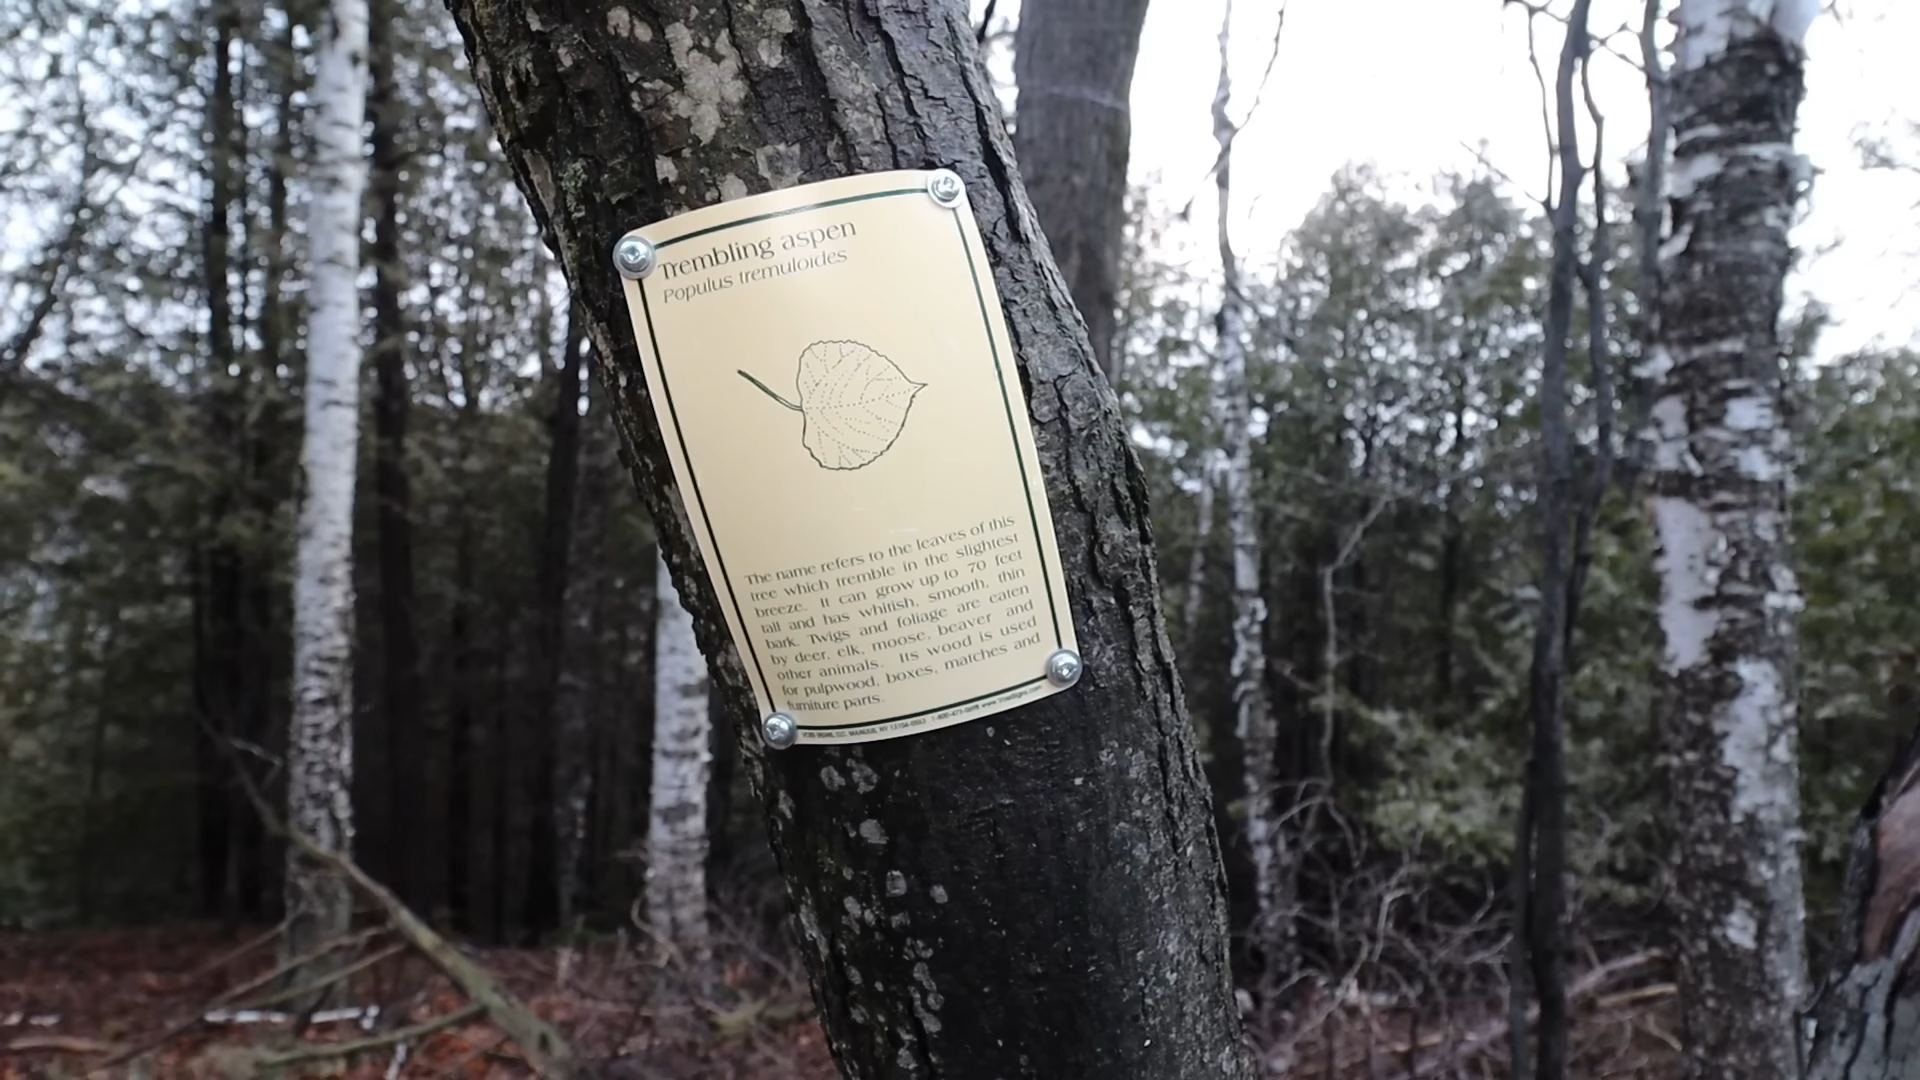 Trembling aspen
Populus tremuloides
The name refers to the leaves of this
tree which tremble in the slightest
breeze. It can grow up to 70 feet
tall and has whitish, smooth, thin
bark. Twigs and foliage are eaten
by deer, elk, moose, beaver and
other animals. Its wood is used
for pulpwood, boxes, matches and
furniture parts.
MANLIUS, NY